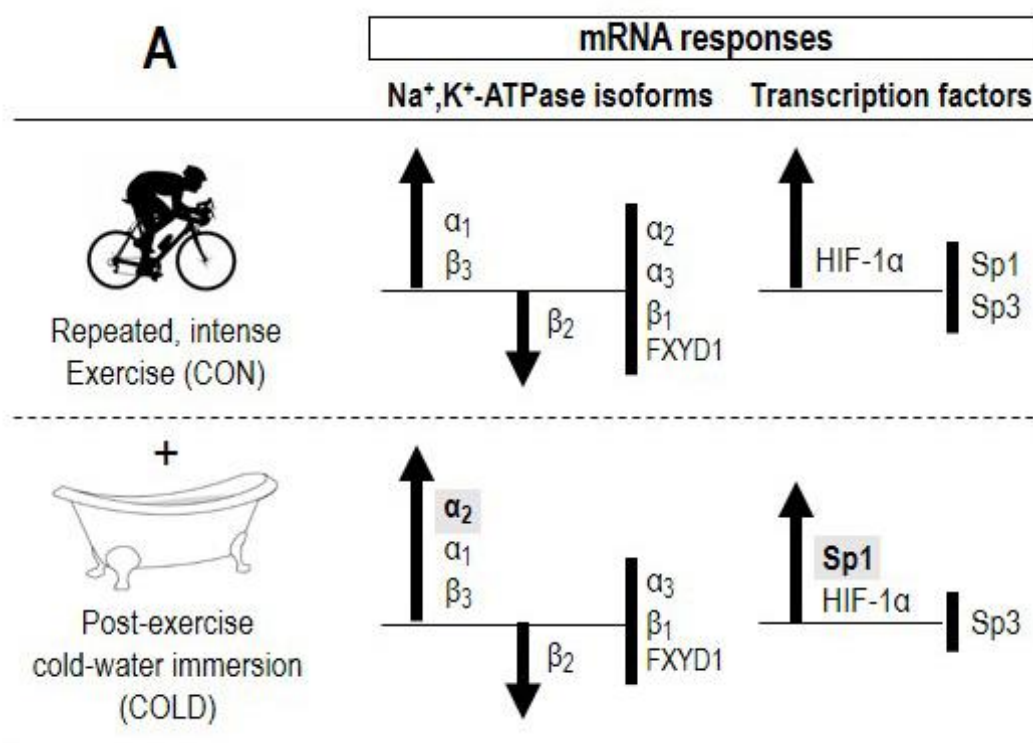 A
mRNA responses
Na⁺,K⁺-ATPase isoforms
Transcription factors
Repeated, intense
Exercise (CON)
α₁
β₃
β₂
α₂
α₃
β₁
FXYD1
HIF-1α
Sp1
Sp3
+
Post-exercise
cold-water immersion
(COLD)
α₂
α₁
β₃
β₂
α₃
β₁
FXYD1
Sp1
HIF-1α
Sp3